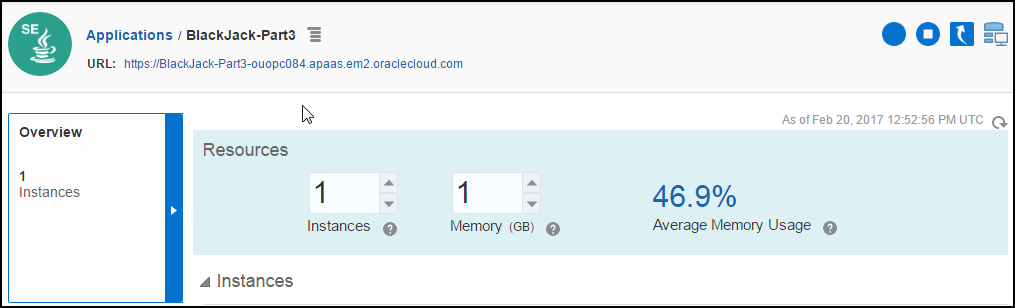 SE
Applications / BlackJack-Part3
URL: https://BlackJack-Part3-ouopc084.apaas.em2.oraclecloud.com
As of Feb 20, 2017 12:52:56 PM UTC
Overview
1
Instances
Resources
1
Instances ?
1
Memory (GB) ?
46.9%
Average Memory Usage ?
Instances